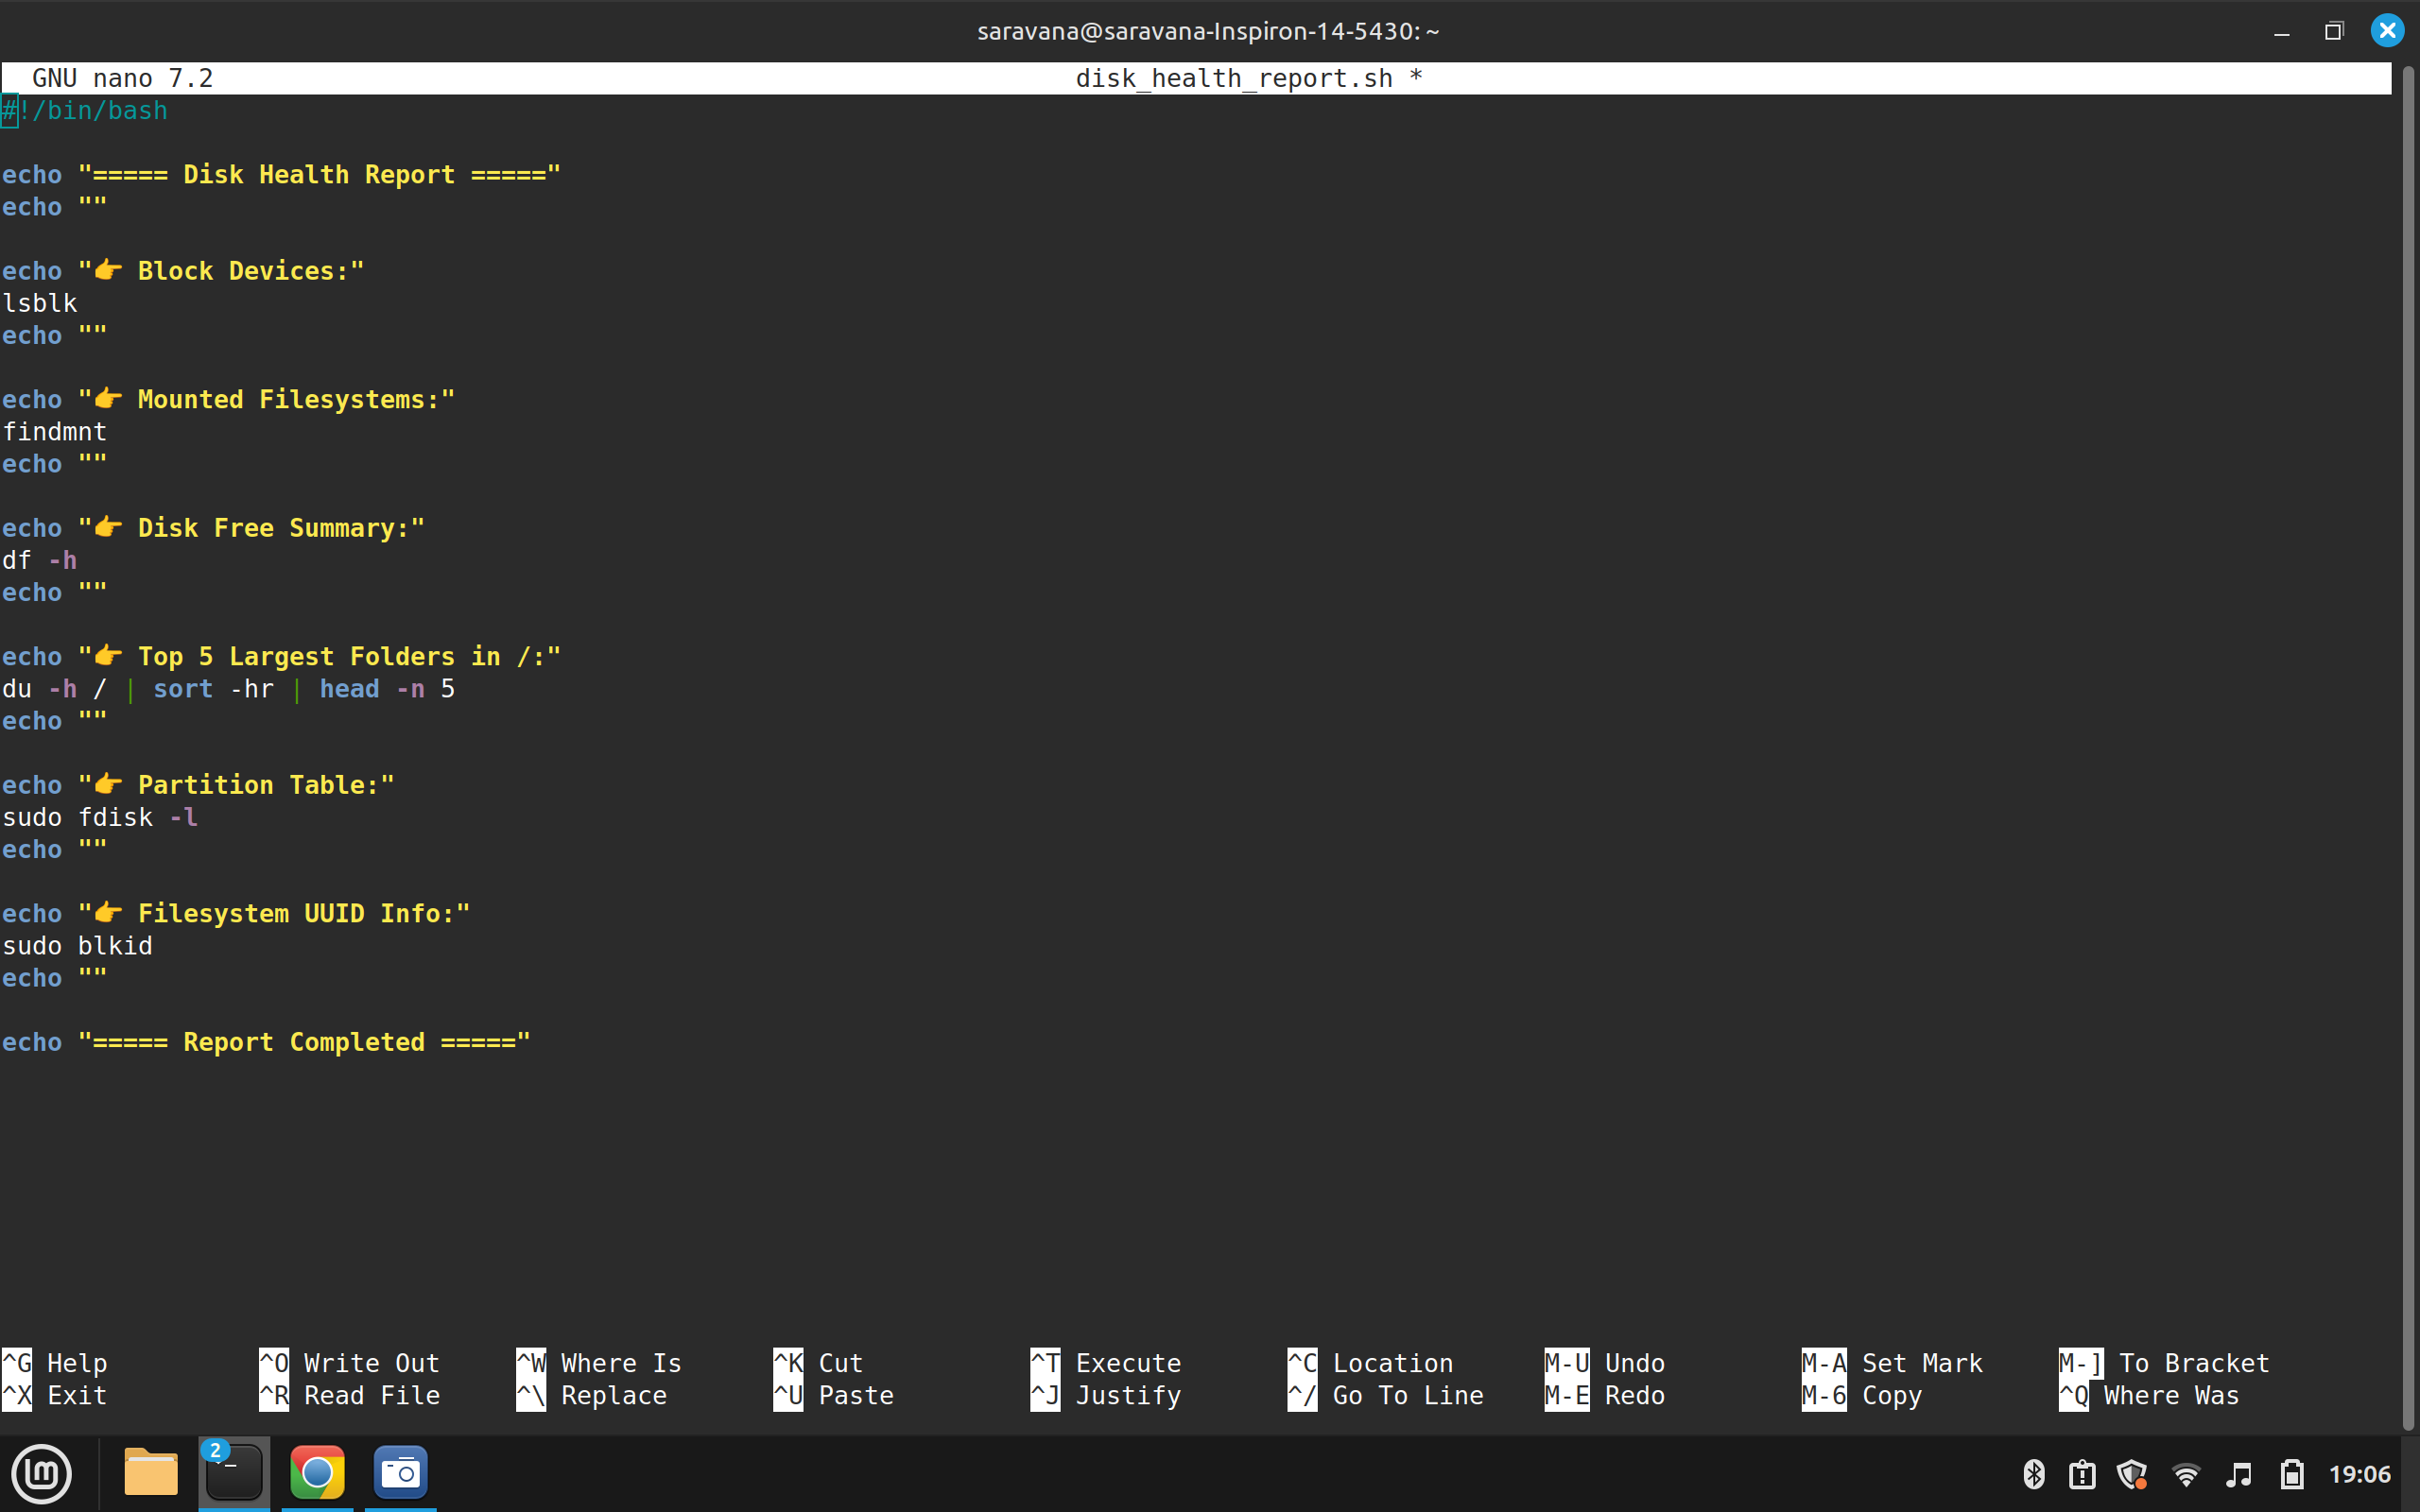 saravana@saravana-Inspiron-14-5430: ~
GNU nano 7.2 disk_health_report.sh *
#!/bin/bash
echo "===== Disk Health Report ====="
echo ""
echo "👉 Block Devices:"
lsblk
echo ""
echo "👉 Mounted Filesystems:"
findmnt
echo ""
echo "👉 Disk Free Summary:"
df -h
echo ""
echo "👉 Top 5 Largest Folders in /:"
du -h / | sort -hr | head -n 5
echo ""
echo "👉 Partition Table:"
sudo fdisk -l
echo ""
echo "👉 Filesystem UUID Info:"
sudo blkid
echo ""
echo "===== Report Completed ====="
^G Help ^O Write Out ^W Where Is ^K Cut ^T Execute ^C Location M-U Undo M-A Set Mark M-] To Bracket
^X Exit ^R Read File ^\ Replace ^U Paste ^J Justify ^/ Go To Line M-E Redo M-6 Copy ^Q Where Was
2
19:06